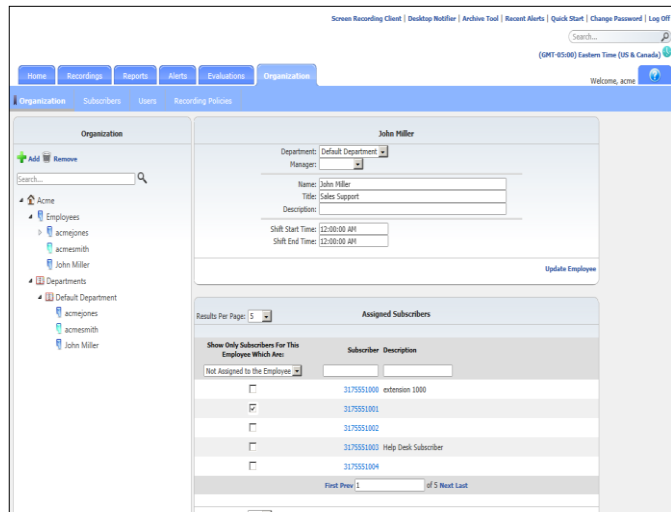 Screen Recording Client | Desktop Notifier | Archive Tool | Recent Alerts | Quick Start | Change Password | Log Off
Search...
(GMT-05:00) Eastern Time (US & Canada)
Home Recordings Reports Alerts Evaluations Organization
Welcome, acme
Organization Subscribers Users Recording Policies
Organization
Add Remove
Search...
Acme
Employees
acmejones
acmesmith
John Miller
Departments
Default Department
acmejones
acmesmith
John Miller
John Miller
Department: Default Department
Manager:
Name: John Miller
Title: Sales Support
Description:
Shift Start Time: 12:00:00 AM
Shift End Time: 12:00:00 AM
Update Employee
Results Per Page: 5 Assigned Subscribers
Show Only Subscribers For This
Employee Which Are:
Subscriber Description
Not Assigned to the Employee
3175551000 extension 1000
3175551001
3175551002
3175551003 Help Desk Subscriber
3175551004
First Prev 1 of 5 Next Last